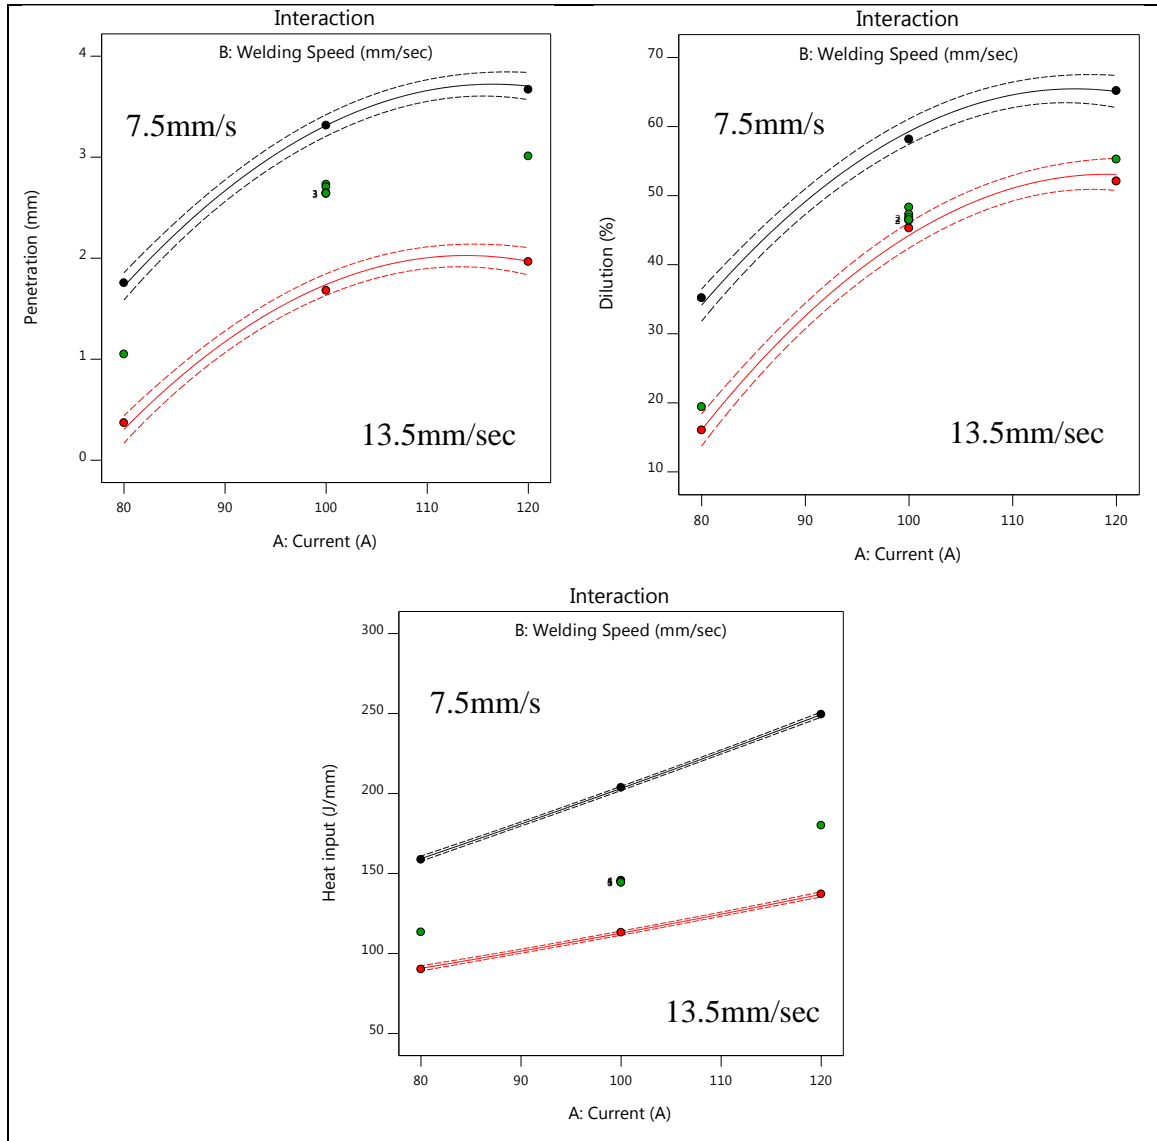 Interaction
B: Welding Speed (mm/sec)
4
3
2
1
0
Penetration (mm)
7.5mm/s
3
13.5mm/sec
80
90
100
110
120
A: Current (A)
Interaction
B: Welding Speed (mm/sec)
70
60
50
40
30
20
10
Dilution (%)
7.5mm/s
13.5mm/sec
80
90
100
110
120
A: Current (A)
Interaction
B: Welding Speed (mm/sec)
300
250
200
150
100
50
Heat input (J/mm)
7.5mm/s
13.5mm/sec
80
90
100
110
120
A: Current (A)